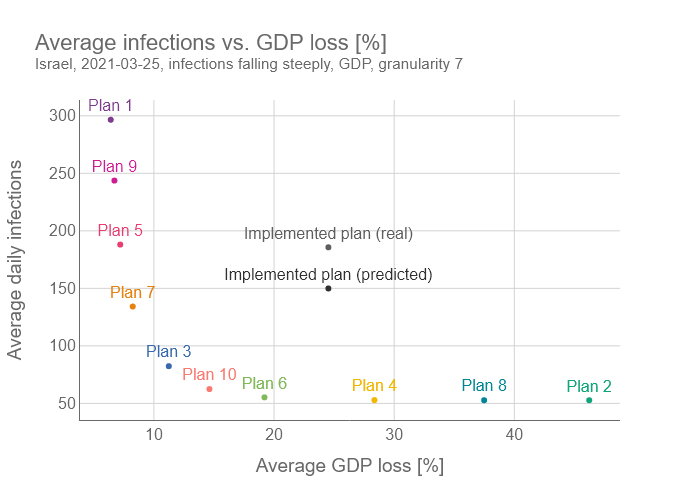 Average infections vs. GDP loss [%]
Israel, 2021-03-25, infections falling steeply, GDP, granularity 7
Average daily infections
300
250
200
150
100
50
Plan 1
Plan 9
Plan 5
Implemented plan (real)
Implemented plan (predicted)
Plan 7
Plan 3
Plan 10
Plan 6
Plan 4
Plan 8
Plan 2
10
20
30
40
Average GDP loss [%]